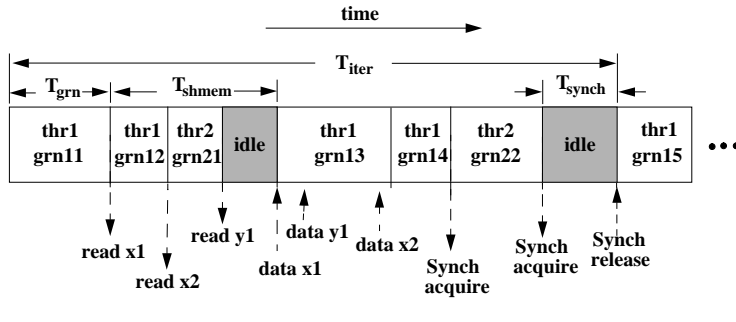 time
T_iter
T_grn
T_shmem
T_synch
thr1 grn11
thr1 grn12
thr2 grn21
idle
thr1 grn13
thr1 grn14
thr2 grn22
idle
thr1 grn15
...
read x1
read x2
read y1
data x1
data y1
data x2
Synch acquire
Synch acquire
Synch release